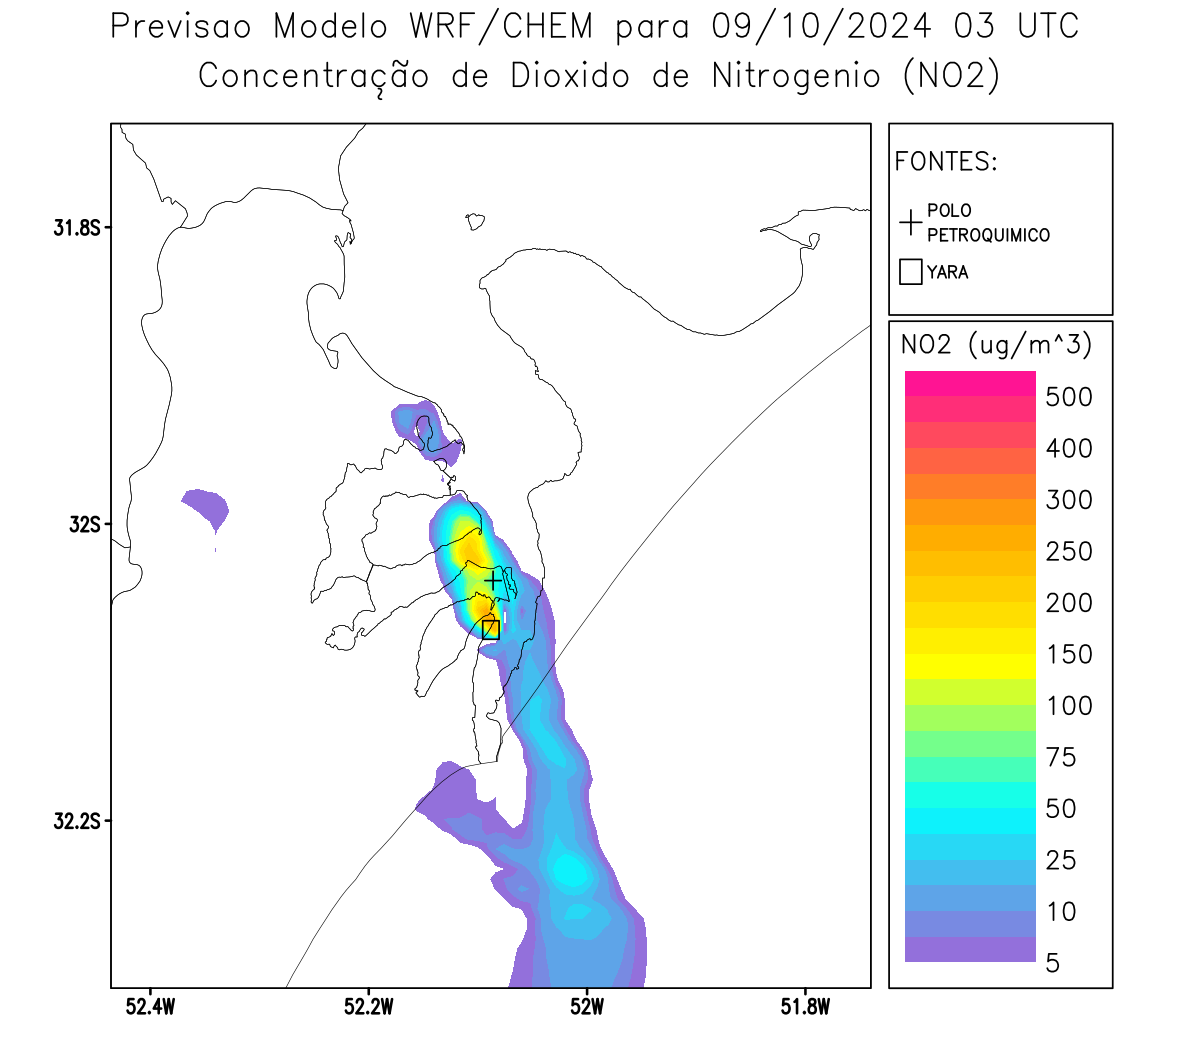 Previsao Modelo WRF/CHEM para 09/10/2024 03 UTC
Concentração de Dioxido de Nitrogenio (NO2)
FONTES:
POLO
PETROQUIMICO
YARA
31.8S
32S
32.2S
52.4W
52.2W
52W
51.8W
NO2 (ug/m^3)
500
400
300
250
200
150
100
75
50
25
10
5